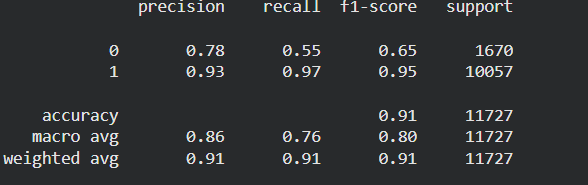 precision recall f1-score support
0 0.78 0.55 0.65 1670
1 0.93 0.97 0.95 10057
accuracy 0.91 11727
macro avg 0.86 0.76 0.80 11727
weighted avg 0.91 0.91 0.91 11727